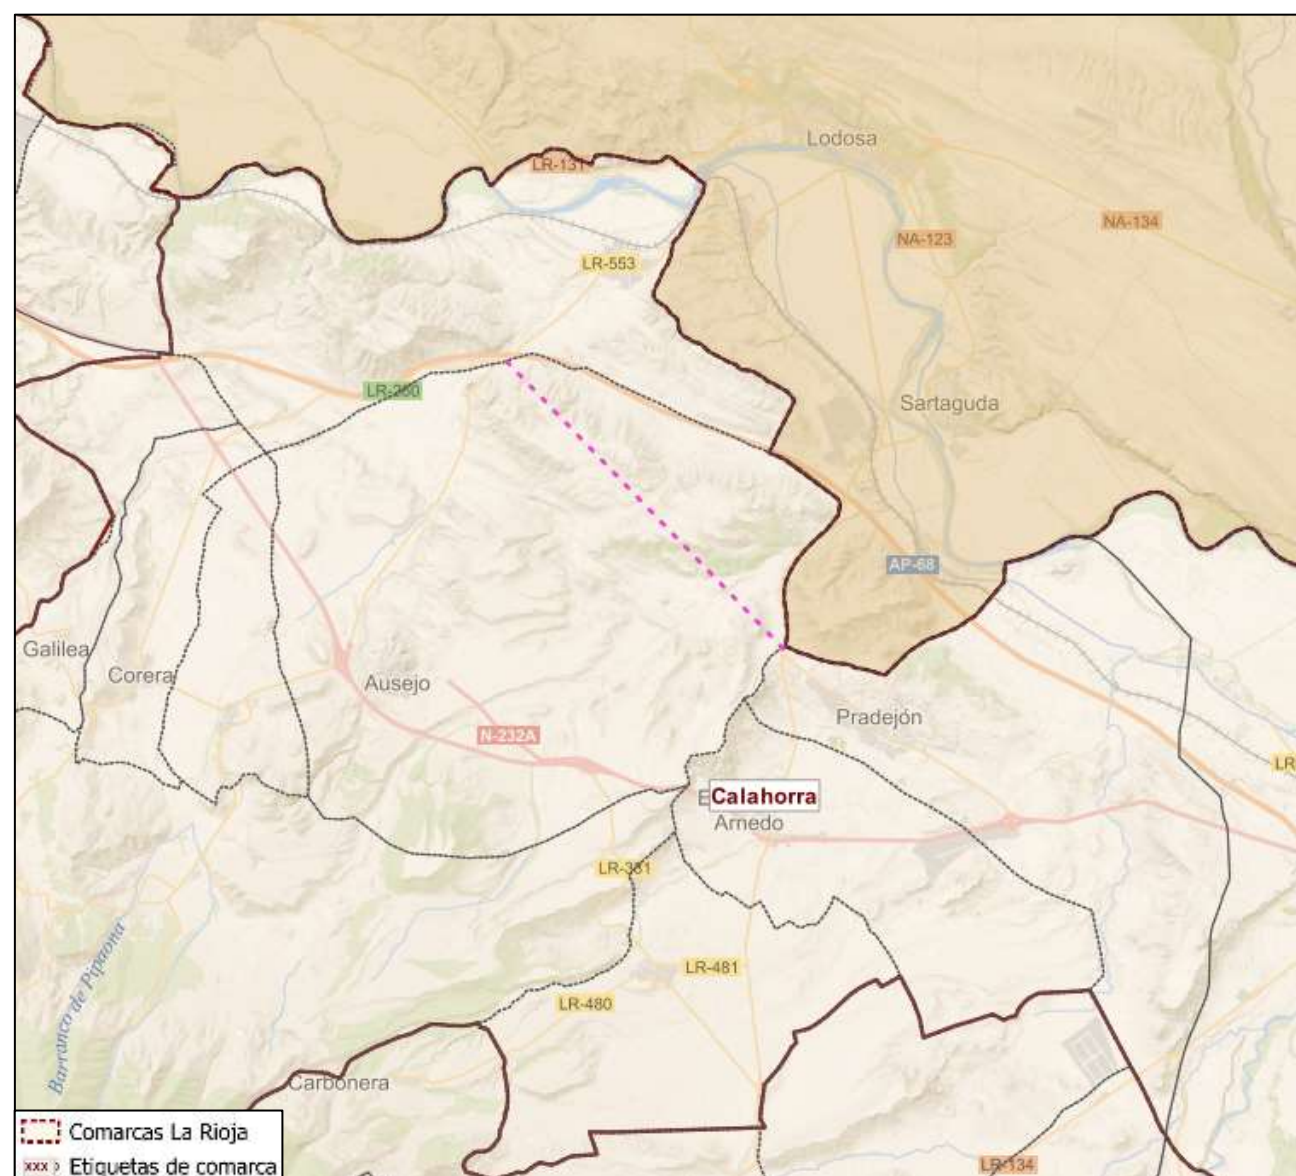 Lodosa
LR-131
NA-134
NA-123
LR-553
LR-260
Sartaguda
AP-68
Galilea
Corera
Ausejo
Pradejón
N-232A
LR
E
Calahorra
Arnedo
LR-381
Barranco de Pipaona
LR-481
LR-480
Carbonera
Comarcas La Rioja
xxx Etiquetas de comarca
LR-134